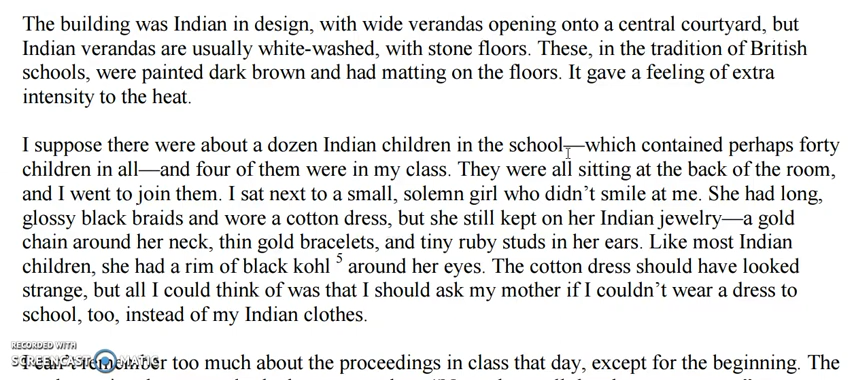 The building was Indian in design, with wide verandas opening onto a central courtyard, but
Indian verandas are usually white-washed, with stone floors. These, in the tradition of British
schools, were painted dark brown and had matting on the floors. It gave a feeling of extra
intensity to the heat.
I suppose there were about a dozen Indian children in the school—which contained perhaps forty
children in all—and four of them were in my class. They were all sitting at the back of the room,
and I went to join them. I sat next to a small, solemn girl who didn’t smile at me. She had long,
glossy black braids and wore a cotton dress, but she still kept on her Indian jewelry—a gold
chain around her neck, thin gold bracelets, and tiny ruby studs in her ears. Like most Indian
children, she had a rim of black kohl 5 around her eyes. The cotton dress should have looked
strange, but all I could think of was that I should ask my mother if I couldn’t wear a dress to
school, too, instead of my Indian clothes.
RECORDED WITH
SCREENCAST MATIC
I can’t remember too much about the proceedings in class that day, except for the beginning. The